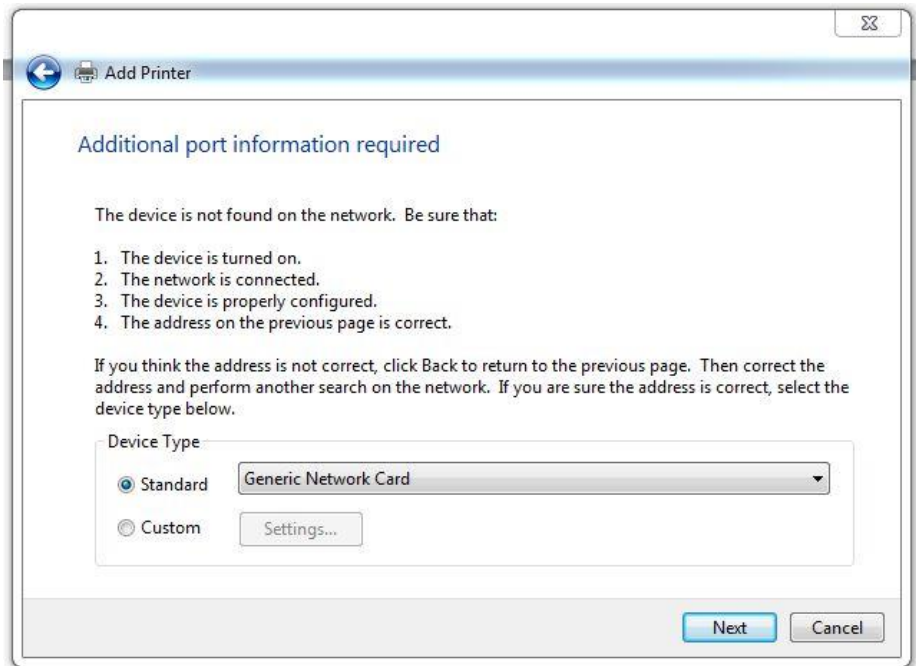 Add Printer
Additional port information required
The device is not found on the network.  Be sure that:
1.  The device is turned on.
2.  The network is connected.
3.  The device is properly configured.
4.  The address on the previous page is correct.
If you think the address is not correct, click Back to return to the previous page.  Then correct the
address and perform another search on the network.  If you are sure the address is correct, select the
device type below.
Device Type
Standard Generic Network Card
Custom Settings...
Next Cancel